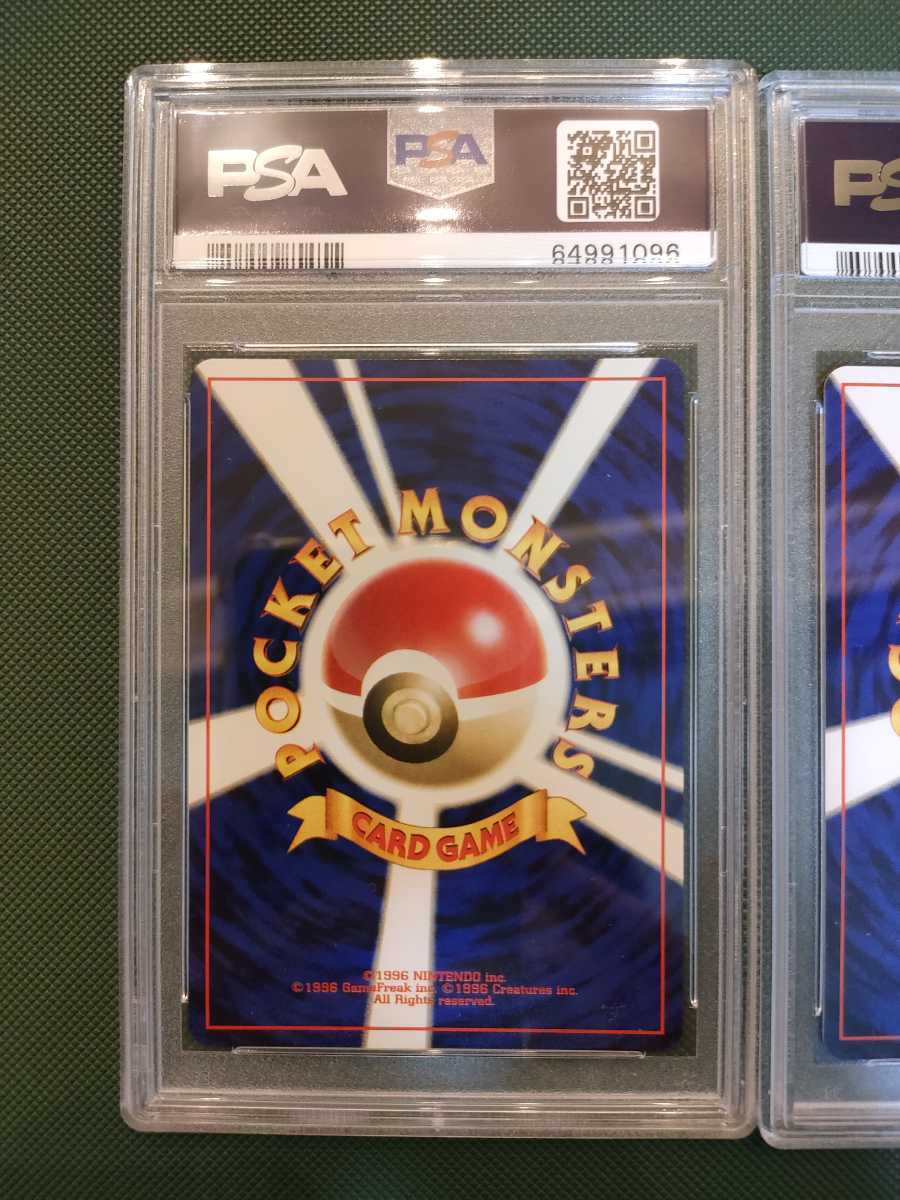 PSA
PSA
64991096
POCKET MONSTERS
CARD GAME
©1996 NINTENDO inc.
©1996 GameFreak inc. ©1996 Creatures inc.
All Rights reserved.
PS